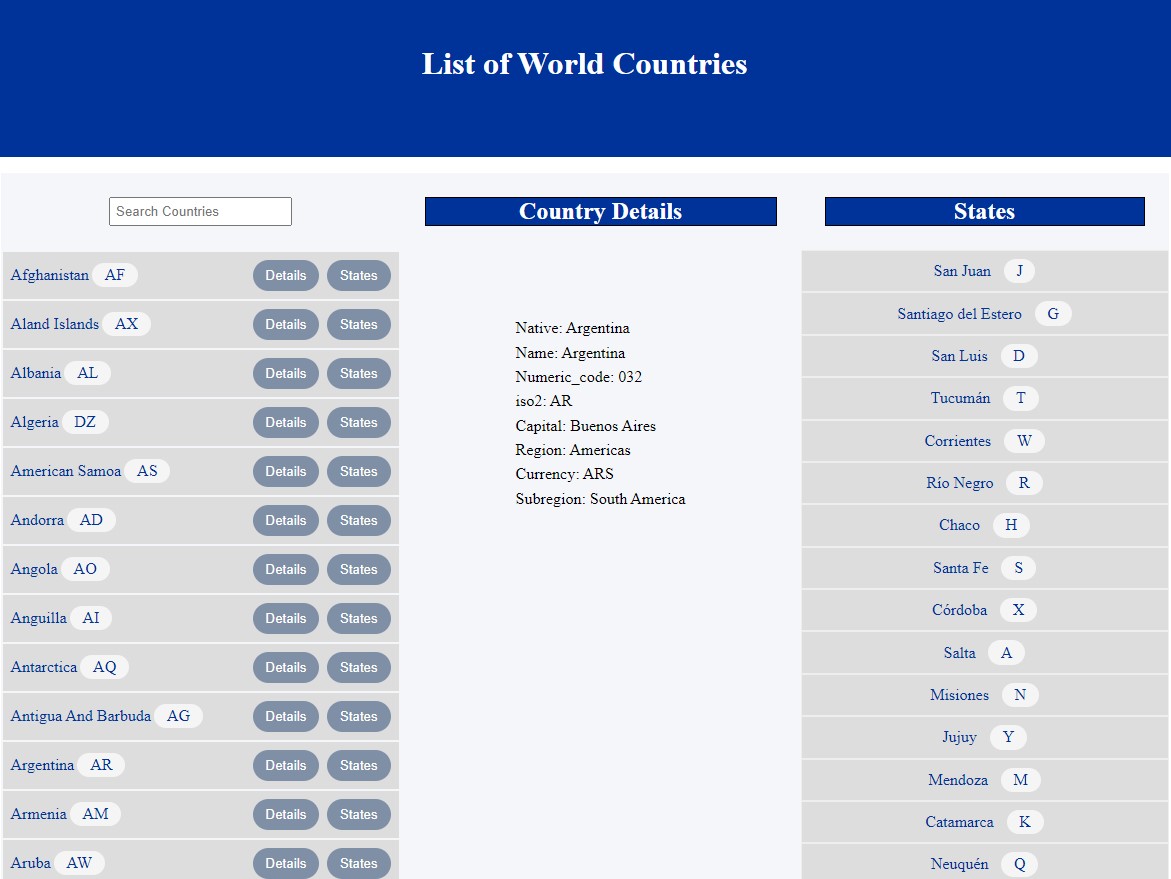 List of World Countries
Search Countries
Afghanistan AF Details States
Aland Islands AX Details States
Albania AL Details States
Algeria DZ Details States
American Samoa AS Details States
Andorra AD Details States
Angola AO Details States
Anguilla AI Details States
Antarctica AQ Details States
Antigua And Barbuda AG Details States
Argentina AR Details States
Armenia AM Details States
Aruba AW Details States
Country Details
Native: Argentina
Name: Argentina
Numeric_code: 032
iso2: AR
Capital: Buenos Aires
Region: Americas
Currency: ARS
Subregion: South America
States
San Juan J
Santiago del Estero G
San Luis D
Tucumán T
Corrientes W
Río Negro R
Chaco H
Santa Fe S
Córdoba X
Salta A
Misiones N
Jujuy Y
Mendoza M
Catamarca K
Neuquén Q